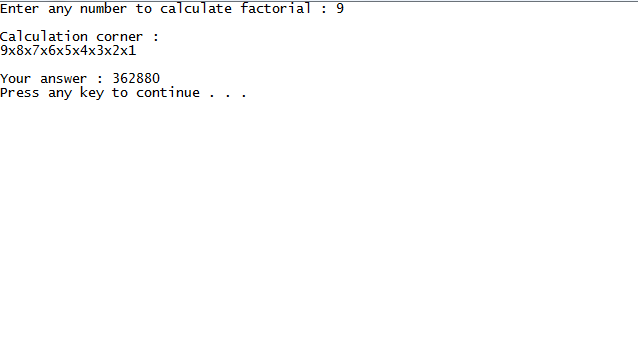 Enter any number to calculate factorial : 9
Calculation corner :
9x8x7x6x5x4x3x2x1
Your answer : 362880
Press any key to continue . . .